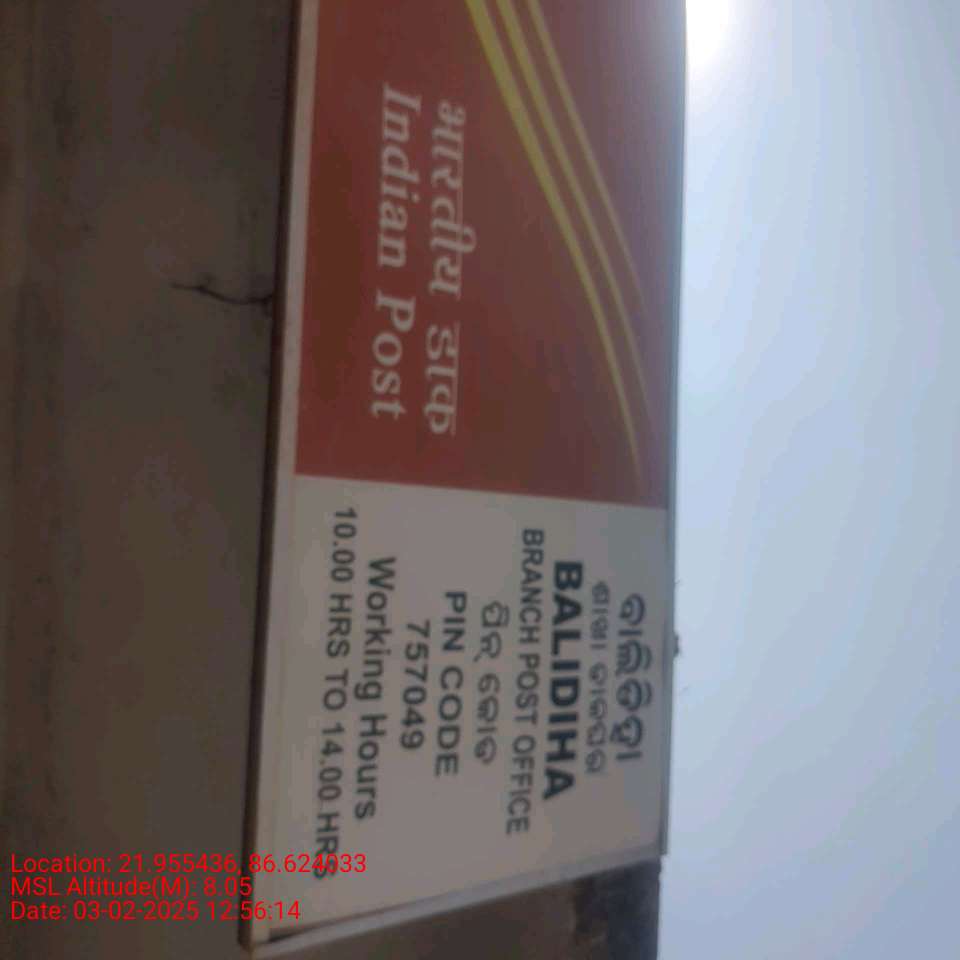 भारतीय डाक
Indian Post
ବାଲିଡିହା
ଶାଖା ଡାକଘର
BALIDIHA
BRANCH POST OFFICE
ପିନ୍ କୋଡ
PIN CODE
757049
Working Hours
10.00 HRS TO 14.00 HRS
Location: 21.955436, 86.624033
MSL Altitude(M): 8.05
Date: 03-02-2025 12:56:14